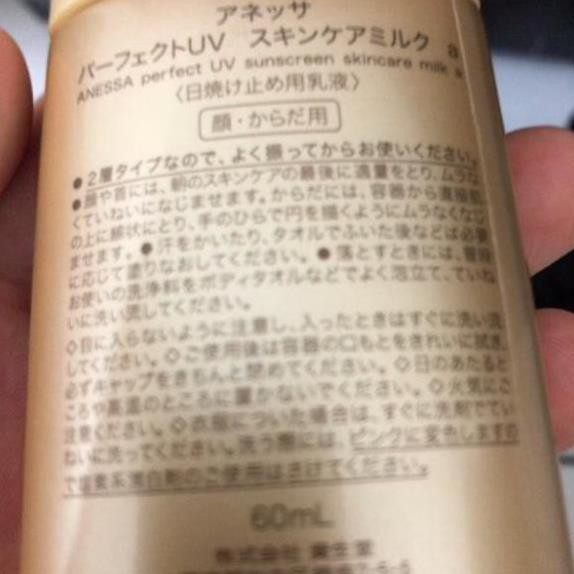 アネッサ
パーフェクトUV スキンケアミルク a
ANESSA perfect UV sunscreen skincare milk a
〈日焼け止め用乳液〉
顔・からだ用
●2層タイプなので、よく振ってからお使いください。
●顔や首には、朝のスキンケアの最後に適量をとり、ムラな
くていねいになじませます。からだには、容器から直接肌
の上に線状にとり、手のひらで円を描くようにムラなくなじ
ませます。●汗をかいたり、タオルでふいた後などは必要
に応じて塗りなおしてください。●落とすときには、普段
お使いの洗浄料をボディタオルなどでよく泡立て、ていね
いに洗い流してください。
◇目に入らないように注意し、入ったときはすぐに洗い流
してください。◇ご使用後は容器の口もとをきれいに拭き、
必ずキャップをきちんと閉めてください。◇日のあたると
ころや高温のところに置かないでください。◇火気にご
注意ください。◇衣服についた場合は、すぐに洗剤でてい
ねいに洗ってください。洗う際には、ピンクに変色しますの
で塩素系漂白剤のご使用はさけてください。
60mL
株式会社 資生堂